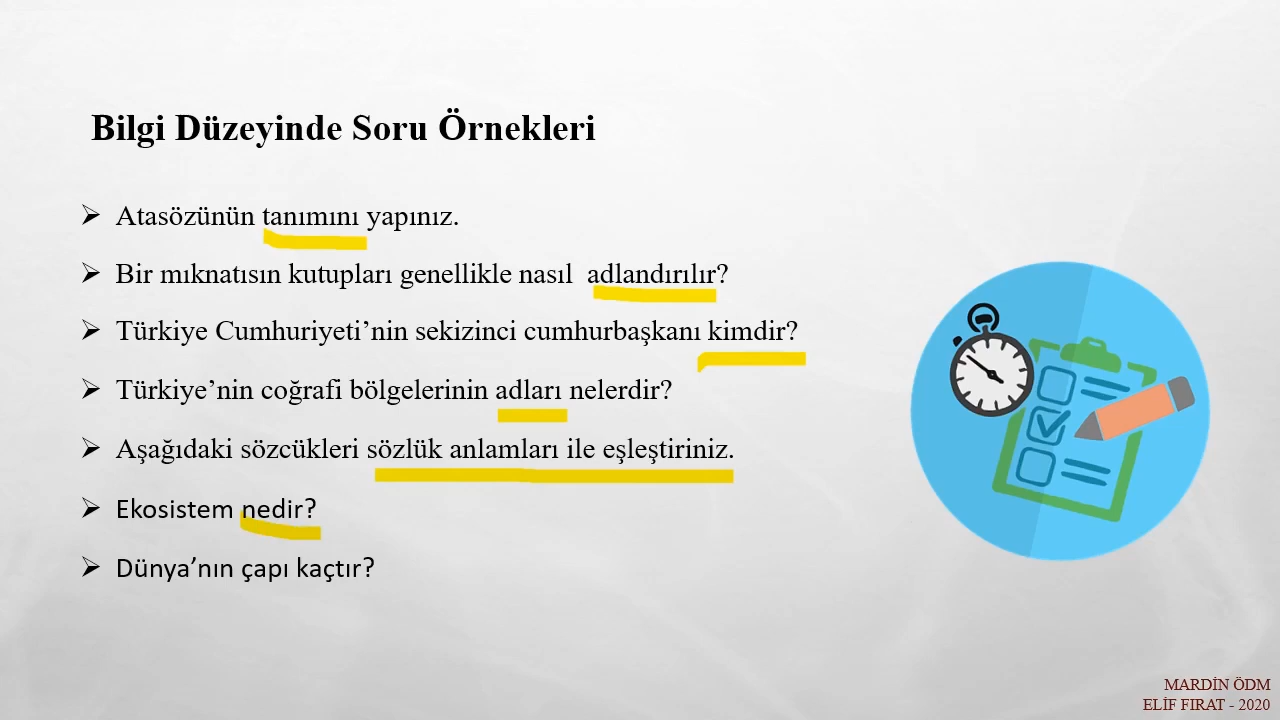 Bilgi Düzeyinde Soru Örnekleri
➢ Atasözünün tanımını yapınız.
➢ Bir mıknatısın kutupları genellikle nasıl adlandırılır?
➢ Türkiye Cumhuriyeti’nin sekizinci cumhurbaşkanı kimdir?
➢ Türkiye’nin coğrafi bölgelerinin adları nelerdir?
➢ Aşağıdaki sözcükleri sözlük anlamları ile eşleştiriniz.
➢ Ekosistem nedir?
➢ Dünya’nın çapı kaçtır?
MARDİN ÖDM
ELİF FIRAT - 2020